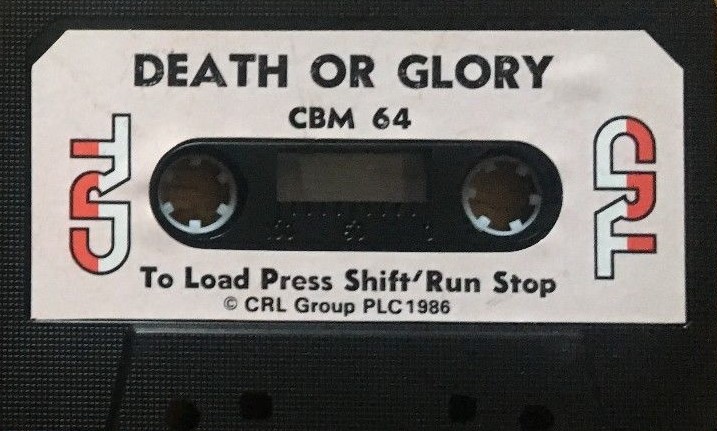 DEATH OR GLORY
CBM 64
CRL
CRL
To Load Press Shift'Run Stop
© CRL Group PLC1986